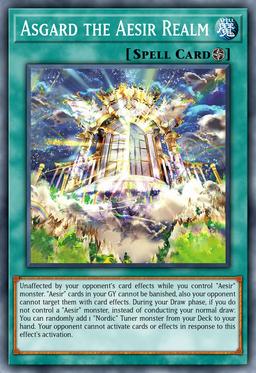 Asgard the Aesir Realm
[Spell Card]
Unaffected by your opponent's card effects while you control "Aesir"
monster. "Aesir" cards in your GY cannot be banished, also your opponent
cannot target them with card effects. During your Draw phase, if you do
not control a "Aesir" monster, instead of conducting your normal draw:
You can randomly add 1 "Nordic" Tuner monster from your Deck to your
hand. Your opponent cannot activate cards or effects in response to this
effect's activation.